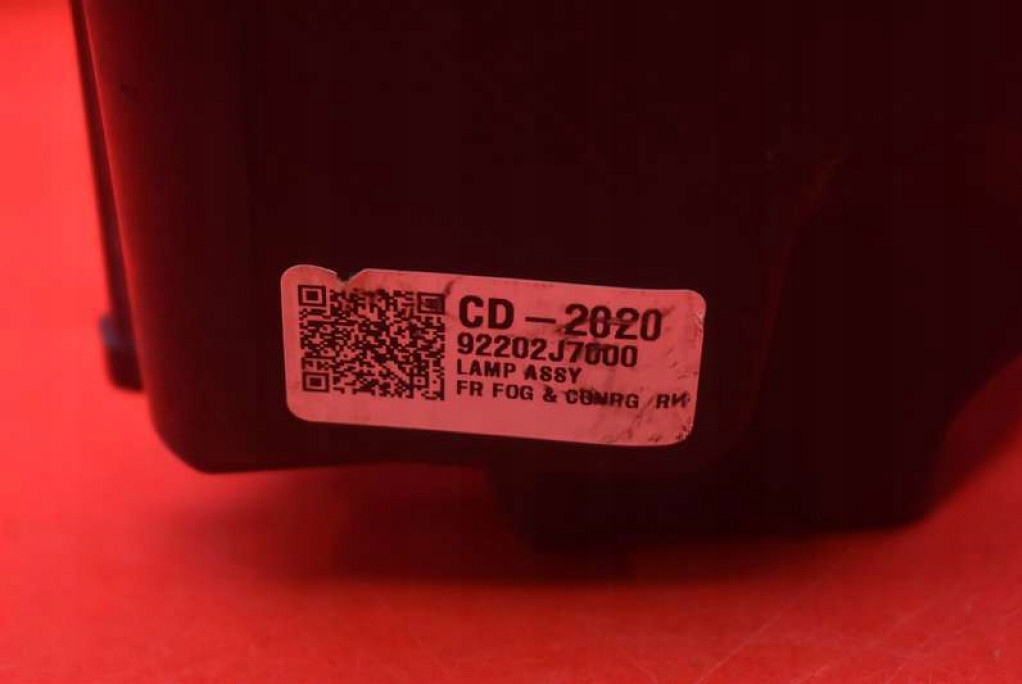 CD - 2020
92202J7000
LAMP ASSY
FR FOG & CONRG RH